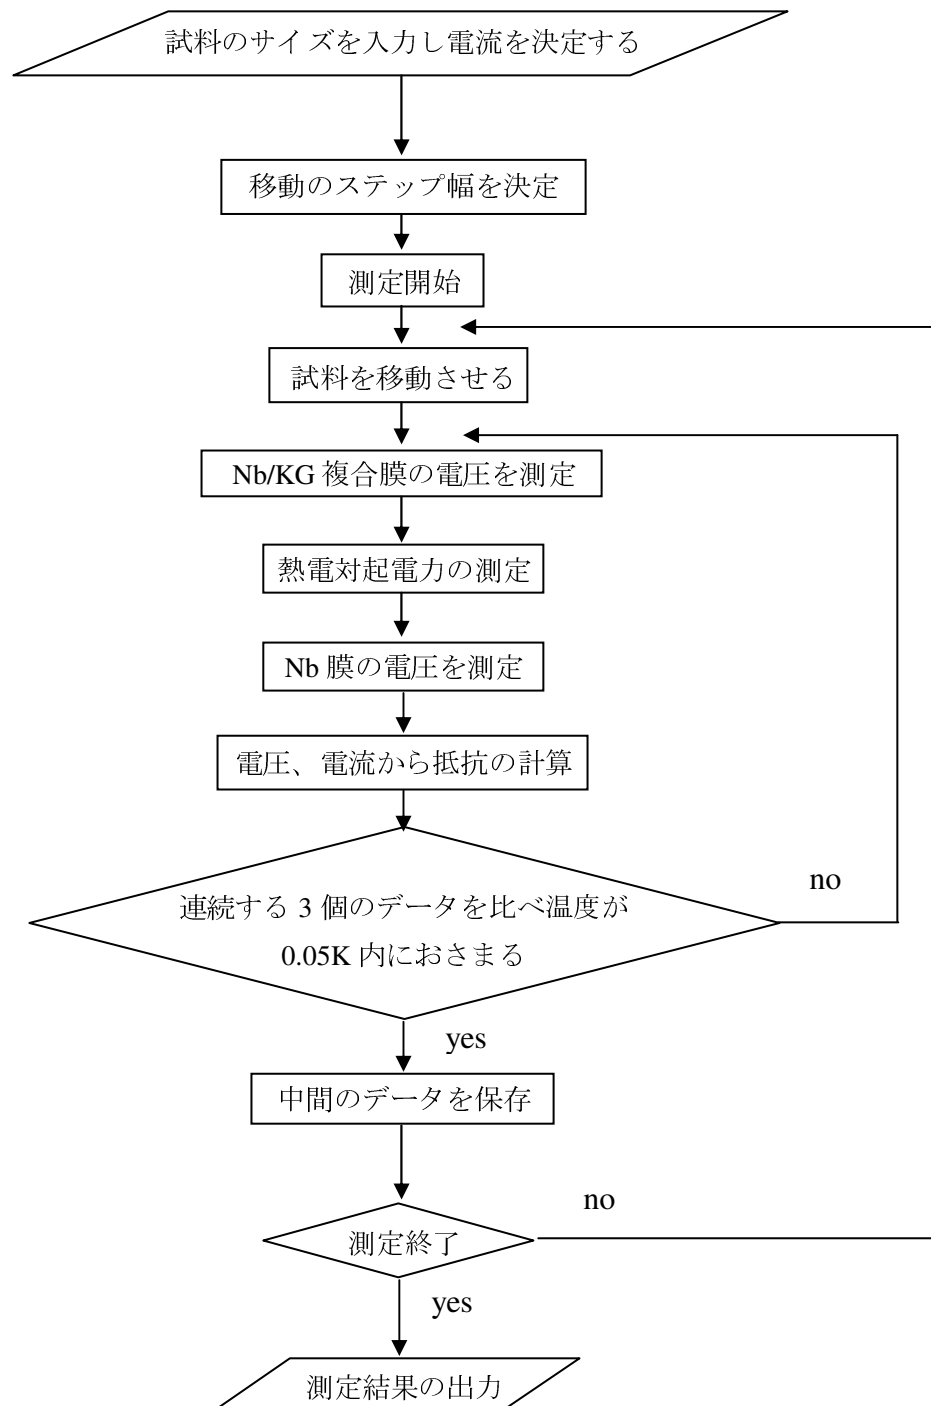 試料のサイズを入力し電流を決定する
移動のステップ幅を決定
測定開始
試料を移動させる
Nb/KG 複合膜の電圧を測定
熱電対起電力の測定
Nb 膜の電圧を測定
電圧、電流から抵抗の計算
連続する 3 個のデータを比べ温度が
0.05K 内におさまる
no
yes
中間のデータを保存
測定終了
no
yes
測定結果の出力